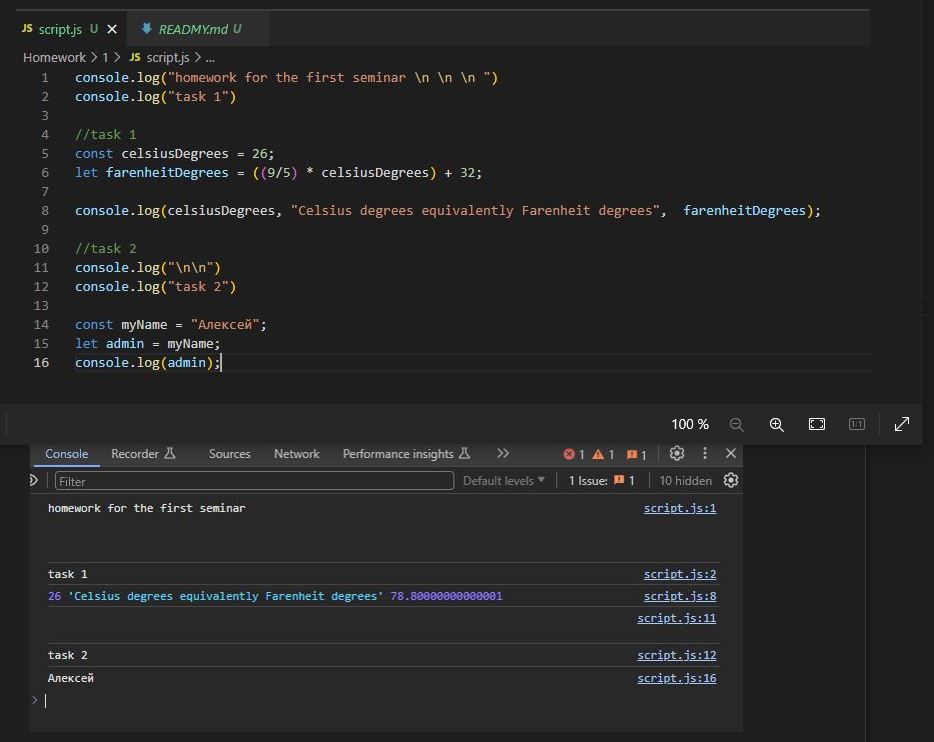 JS script.js U ✕ READMY.md U
Homework > 1 > JS script.js > ...
1 console.log("homework for the first seminar \n \n \n ")
2 console.log("task 1")
3
4 //task 1
5 const celsiusDegrees = 26;
6 let farenheitDegrees = ((9/5) * celsiusDegrees) + 32;
7
8 console.log(celsiusDegrees, "Celsius degrees equivalently Farenheit degrees",  farenheitDegrees);
9
10 //task 2
11 console.log("\n\n")
12 console.log("task 2")
13
14 const myName = "Алексей";
15 let admin = myName;
16 console.log(admin);
100 % 1:1
Console Recorder Sources Network Performance insights 1 1 1
Filter Default levels 1 Issue: 1 10 hidden
homework for the first seminar script.js:1
task 1 script.js:2
26 'Celsius degrees equivalently Farenheit degrees' 78.80000000000001 script.js:8
script.js:11
task 2 script.js:12
Алексей script.js:16